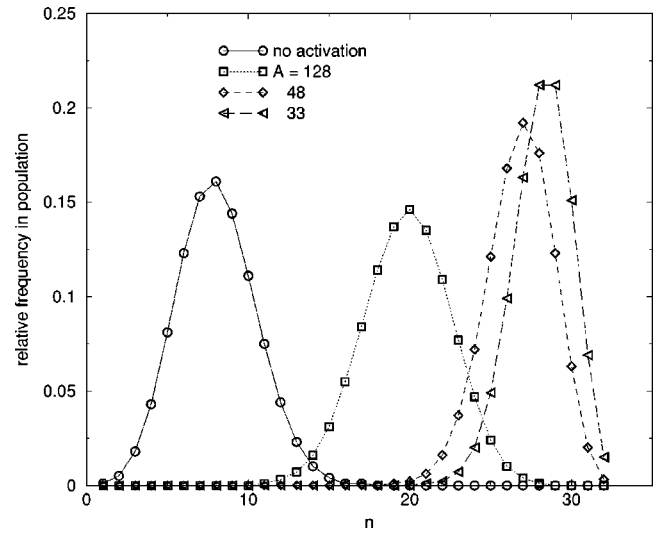 0.25
0.2
0.15
0.1
0.05
0
no activation
A = 128
48
33
relative frequency in population
0 10 20 30
n